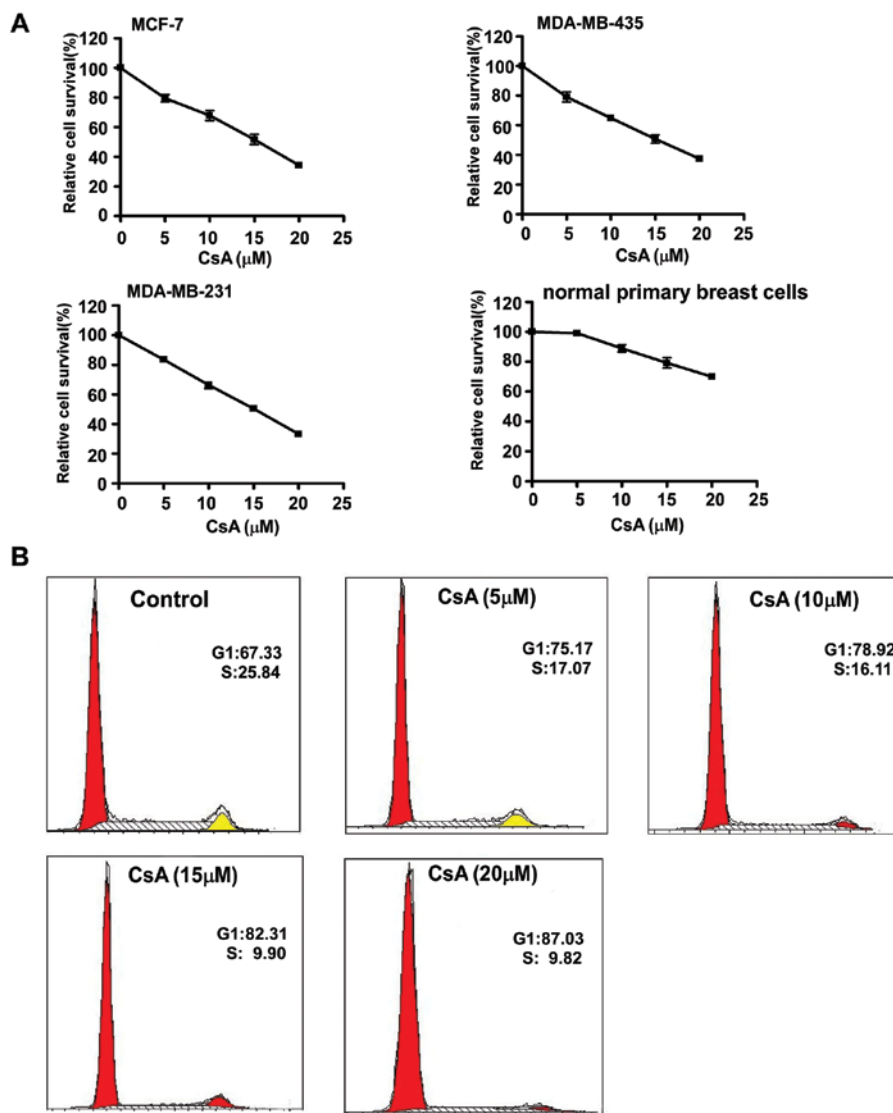 A
MCF-7
Relative cell survival(%)
120
100
80
60
40
20
0
0 5 10 15 20 25
CsA (μM)
MDA-MB-435
Relative cell survival(%)
120
100
80
60
40
20
0
0 5 10 15 20 25
CsA (μM)
MDA-MB-231
Relative cell survival(%)
120
100
80
60
40
20
0
0 5 10 15 20 25
CsA (μM)
normal primary breast cells
Relative cell survival(%)
120
100
80
60
40
20
0
0 5 10 15 20 25
CsA (μM)
B
Control
G1:67.33
S:25.84
CsA (5μM)
G1:75.17
S:17.07
CsA (10μM)
G1:78.92
S:16.11
CsA (15μM)
G1:82.31
S: 9.90
CsA (20μM)
G1:87.03
S: 9.82